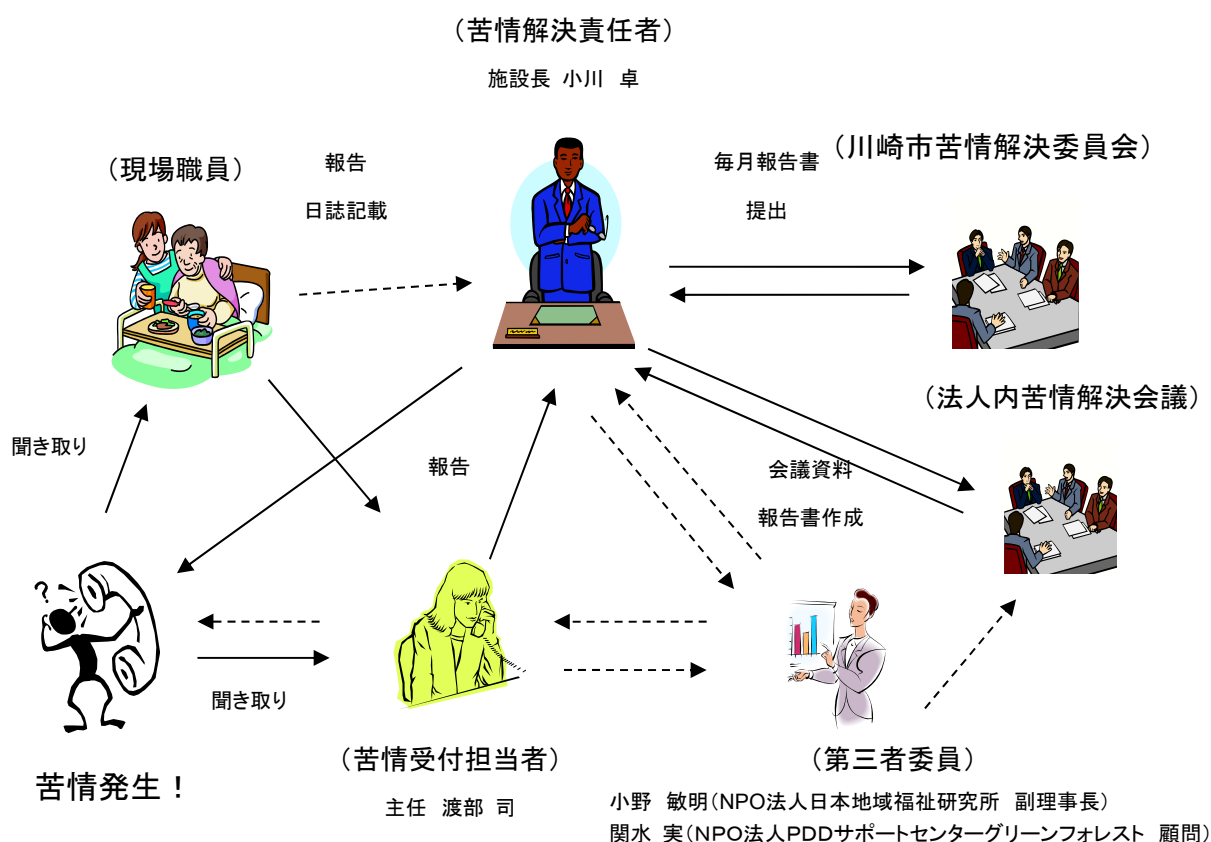 (苦情解決責任者)
施設長 小川 卓
(現場職員)
報告
日誌記載
毎月報告書
提出
(川崎市苦情解決委員会)
(法人内苦情解決会議)
聞き取り
報告
会議資料
報告書作成
?
聞き取り
苦情発生!
(苦情受付担当者)
主任 渡部 司
(第三者委員)
小野 敏明(NPO法人日本地域福祉研究所 副理事長)
関水 実(NPO法人PDDサポートセンターグリーンフォレスト 顧問)